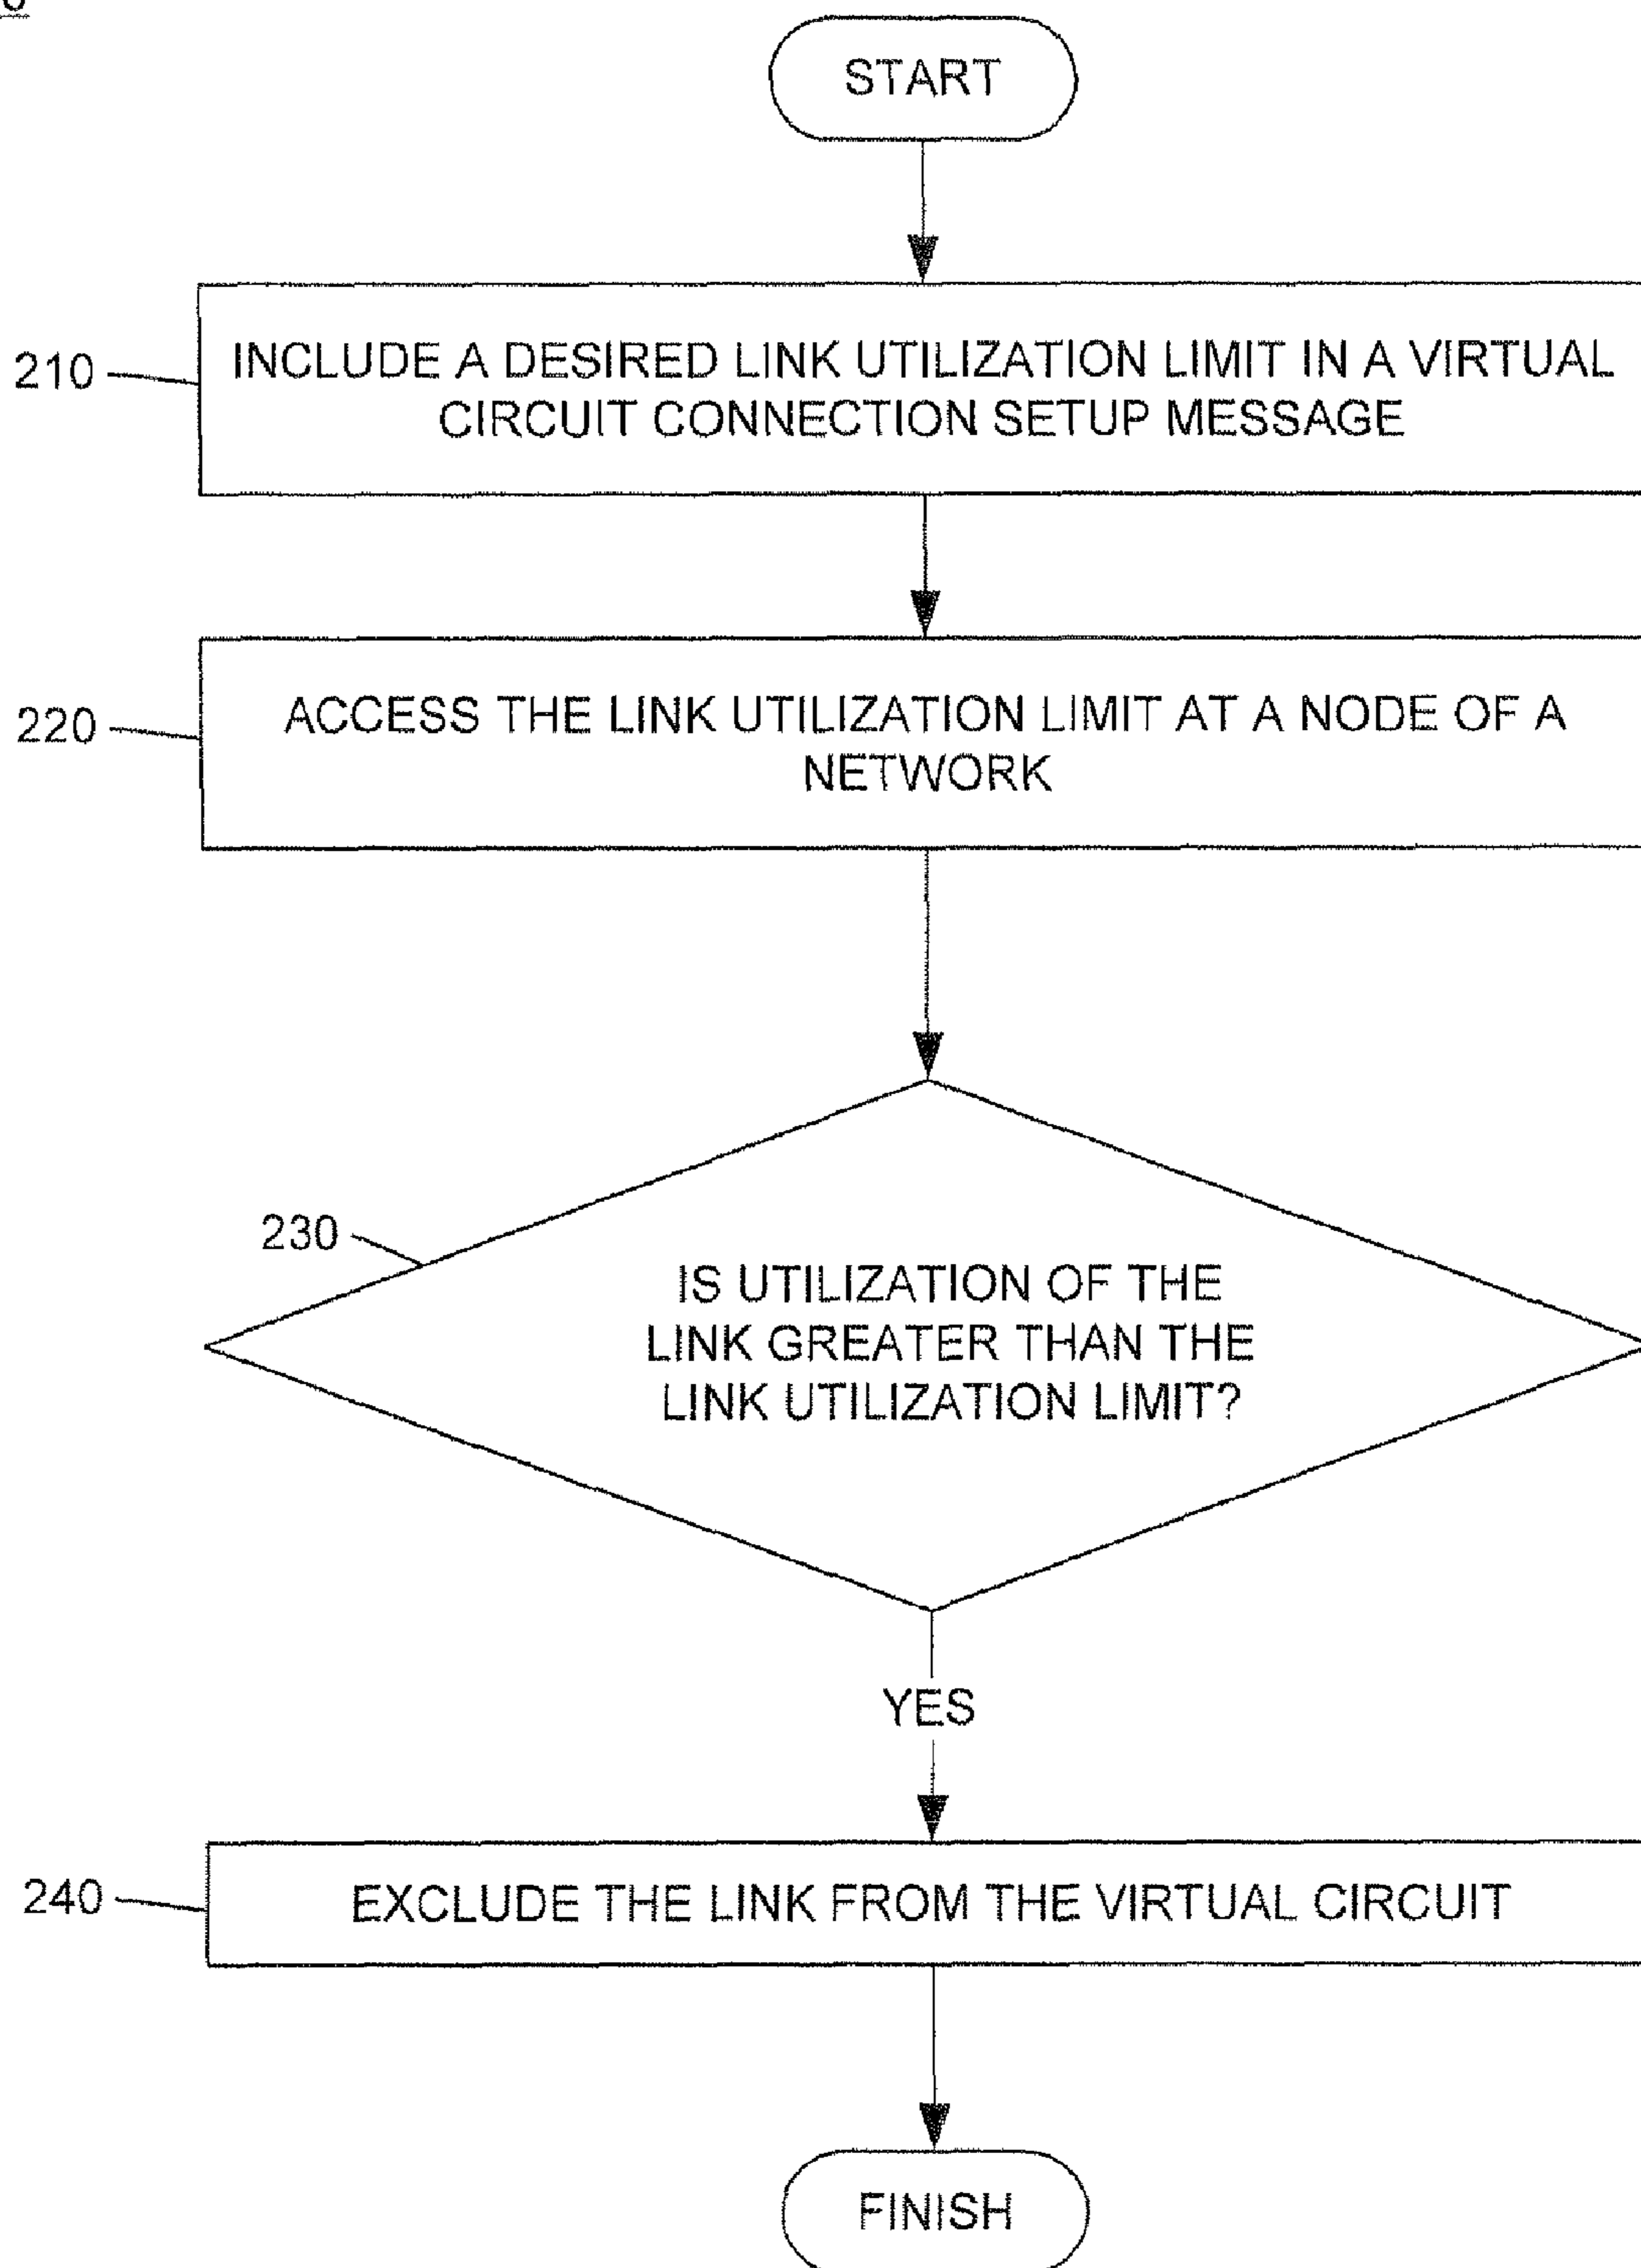 START
210
INCLUDE A DESIRED LINK UTILIZATION LIMIT IN A VIRTUAL
CIRCUIT CONNECTION SETUP MESSAGE
220
ACCESS THE LINK UTILIZATION LIMIT AT A NODE OF A
NETWORK
230
IS UTILIZATION OF THE
LINK GREATER THAN THE
LINK UTILIZATION LIMIT?
YES
240
EXCLUDE THE LINK FROM THE VIRTUAL CIRCUIT
FINISH